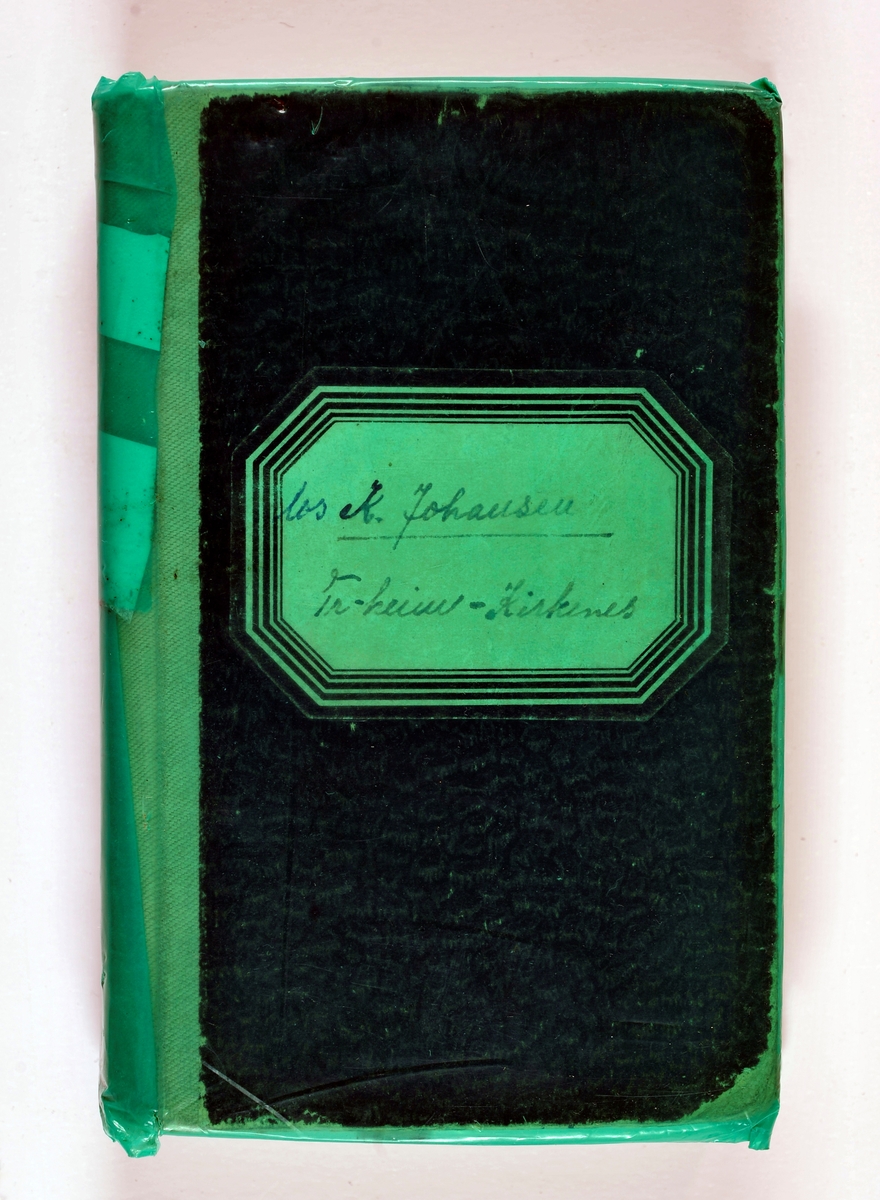 los K. Johansen
Tr-heim-Kirkenes